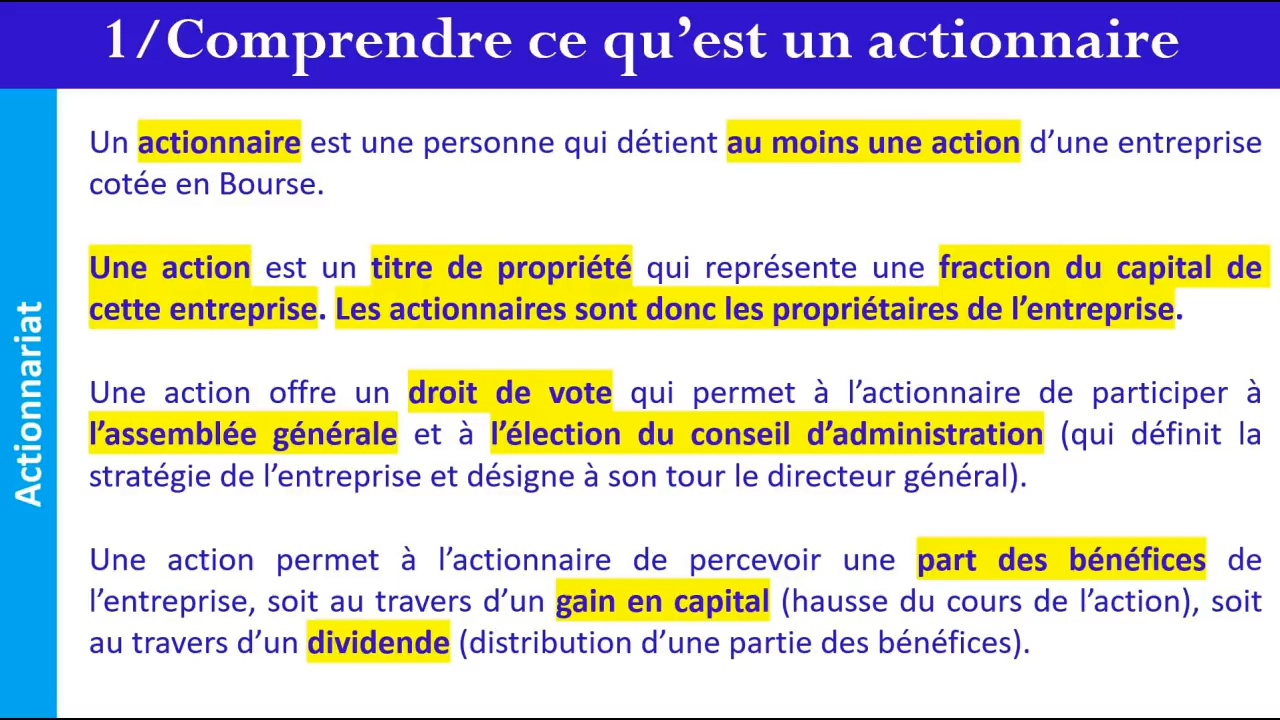 1/Comprendre ce qu’est un actionnaire
Actionnariat
Un actionnaire est une personne qui détient au moins une action d’une entreprise
cotée en Bourse.
Une action est un titre de propriété qui représente une fraction du capital de
cette entreprise. Les actionnaires sont donc les propriétaires de l’entreprise.
Une action offre un droit de vote qui permet à l’actionnaire de participer à
l’assemblée générale et à l’élection du conseil d’administration (qui définit la
stratégie de l’entreprise et désigne à son tour le directeur général).
Une action permet à l’actionnaire de percevoir une part des bénéfices de
l’entreprise, soit au travers d’un gain en capital (hausse du cours de l’action), soit
au travers d’un dividende (distribution d’une partie des bénéfices).